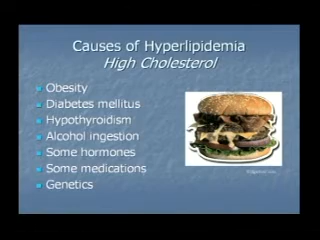 Causes of Hyperlipidemia
High Cholesterol
Obesity
Diabetes mellitus
Hypothyroidism
Alcohol ingestion
Some hormones
Some medications
Genetics